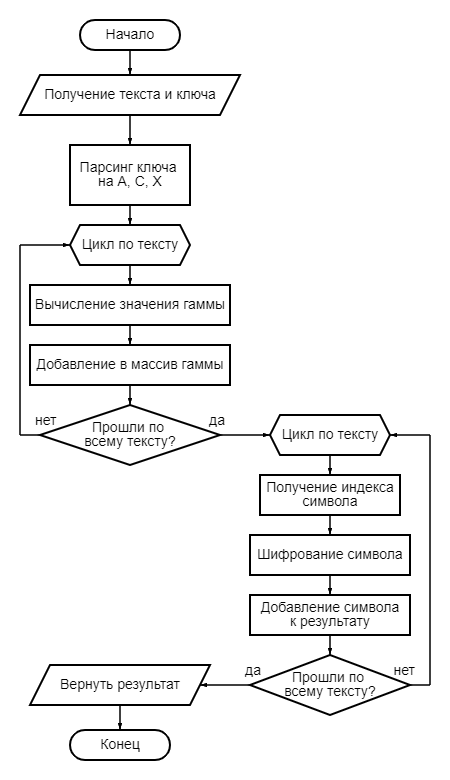 Начало
Получение текста и ключа
Парсинг ключа
на A, C, X
Цикл по тексту
Вычисление значения гаммы
Добавление в массив гаммы
нет
Прошли по
всему тексту?
да
Цикл по тексту
Получение индекса
символа
Шифрование символа
Добавление символа
к результату
да
Прошли по
всему тексту?
нет
Вернуть результат
Конец